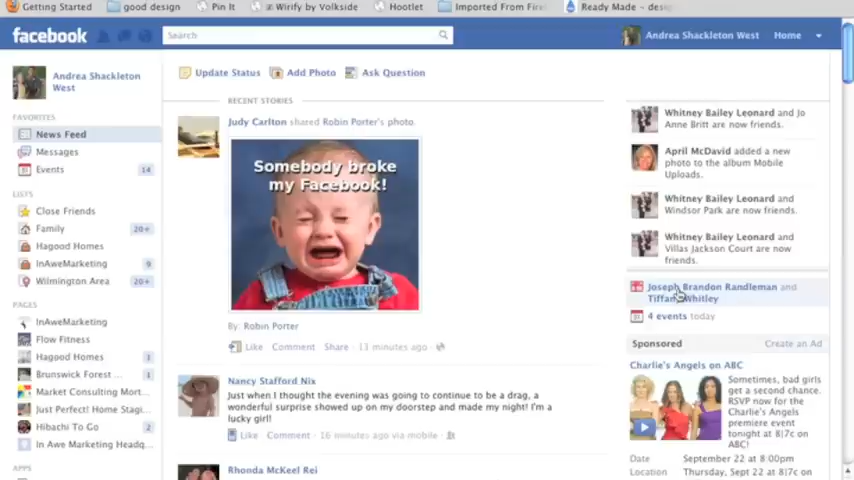 Getting Started good design Pin It Wirify by Volkside Hootlet Imported From Fire Ready Made – desi
facebook Search Andrea Shackleton West Home
Andrea Shackleton
West
FAVORITES
News Feed
Messages
Events 14
LISTS
Close Friends
Family 20+
Hagood Homes
InAweMarketing 9
Wilmington Area 20+
PAGES
InAweMarketing
Flow Fitness
Hagood Homes 1
Brunswick Forest ... 1
Market Consulting Mort...
Just Perfect! Home Stagi...
Hibachi To Go 2
In Awe Marketing Headq...
APPS
Update Status Add Photo Ask Question
RECENT STORIES
Judy Carlton shared Robin Porter's photo.
Somebody broke
my Facebook!
By: Robin Porter
Like Comment Share · 13 minutes ago ·
Nancy Stafford Nix
Just when I thought the evening was going to continue to be a drag, a
wonderful surprise showed up on my doorstep and made my night! I'm a
lucky girl!
Like · Comment · 16 minutes ago via mobile ·
Rhonda McKeel Rei
Whitney Bailey Leonard and Jo
Anne Britt are now friends.
April McDavid added a new
photo to the album Mobile
Uploads.
Whitney Bailey Leonard and
Windsor Park are now friends.
Whitney Bailey Leonard and
Villas Jackson Court are now
friends.
Joseph Brandon Randleman and
Tiffany Whitley
4 events today
Sponsored Create an Ad
Charlie's Angels on ABC
Sometimes, bad girls
get a second chance.
RSVP now for the
Charlie's Angels
premiere event
tonight at 8|7c on
ABC!
Date September 22 at 8:00pm
Location Thursday, Sept 22 at 8|7c on